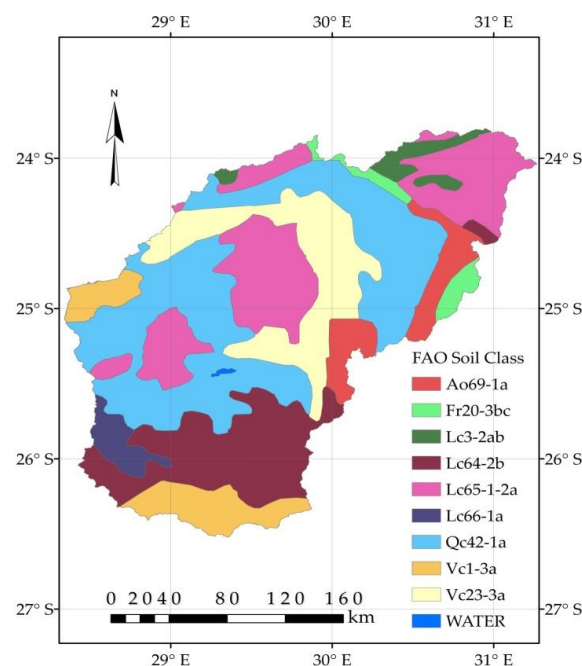 29° E 30° E 31° E
N
24° S 24° S
25° S 25° S
FAO Soil Class
Ao69-1a
Fr20-3bc
Lc3-2ab
26° S 26° S
Lc64-2b
Lc65-1-2a
Lc66-1a
Qc42-1a
Vc1-3a
Vc23-3a
27° S 27° S
WATER
0 20 40 80 120 160
km
29° E 30° E 31° E